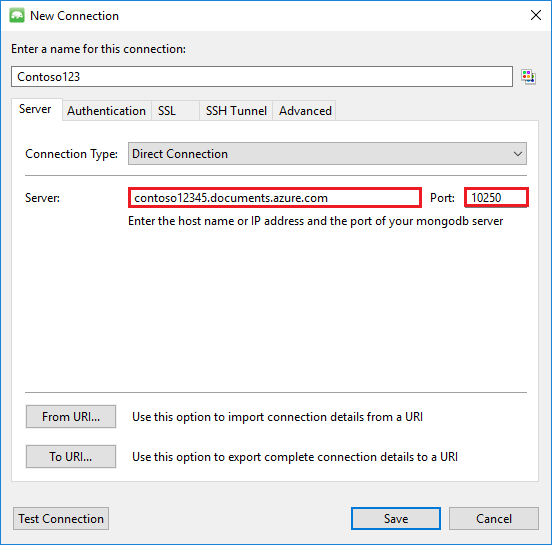 New Connection
Enter a name for this connection:
Contoso123
Server Authentication SSL SSH Tunnel Advanced
Connection Type: Direct Connection
Server: contoso12345.documents.azure.com Port: 10250
Enter the host name or IP address and the port of your mongodb server
From URI... Use this option to import connection details from a URI
To URI... Use this option to export complete connection details to a URI
Test Connection Save Cancel